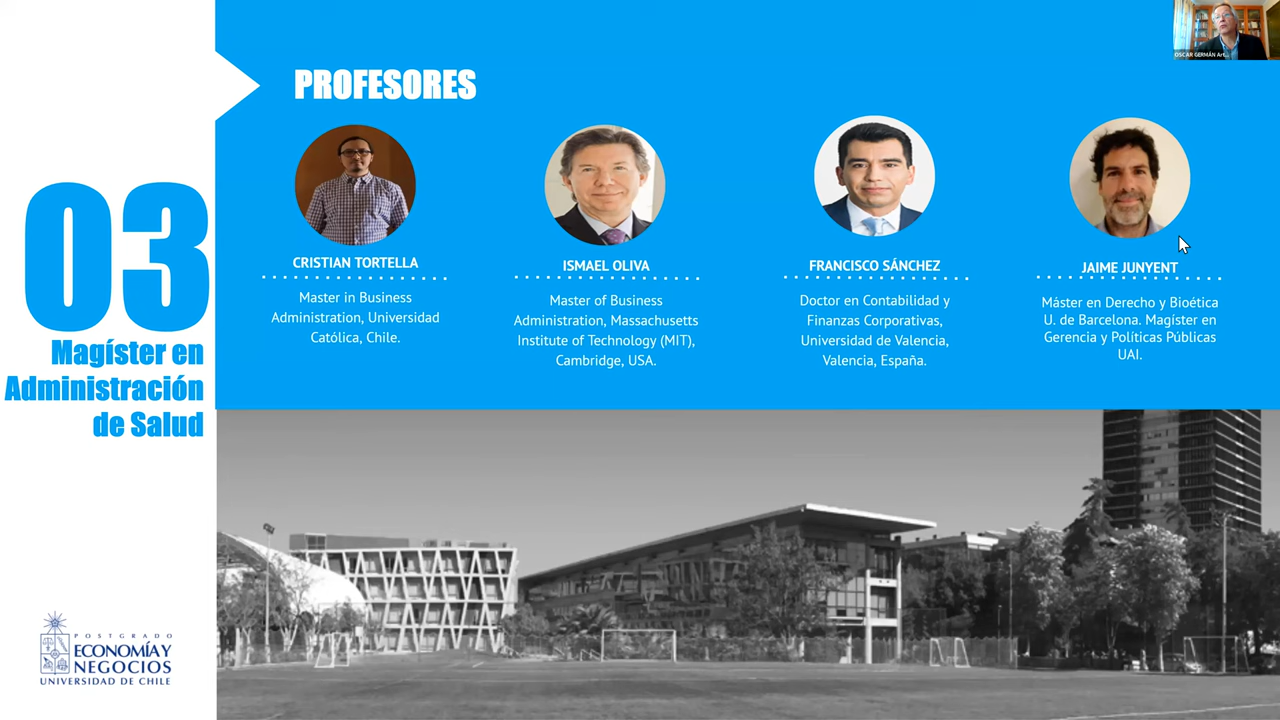 OSCAR GERMÁN Art...
PROFESORES
03
Magíster en
Administración
de Salud
CRISTIAN TORTELLA
Master in Business
Administration, Universidad
Católica, Chile.
ISMAEL OLIVA
Master of Business
Administration, Massachusetts
Institute of Technology (MIT),
Cambridge, USA.
FRANCISCO SÁNCHEZ
Doctor en Contabilidad y
Finanzas Corporativas,
Universidad de Valencia,
Valencia, España.
JAIME JUNYENT
Máster en Derecho y Bioética
U. de Barcelona. Magíster en
Gerencia y Políticas Públicas
UAI.
POSTGRADO
ECONOMÍA Y
NEGOCIOS
UNIVERSIDAD DE CHILE